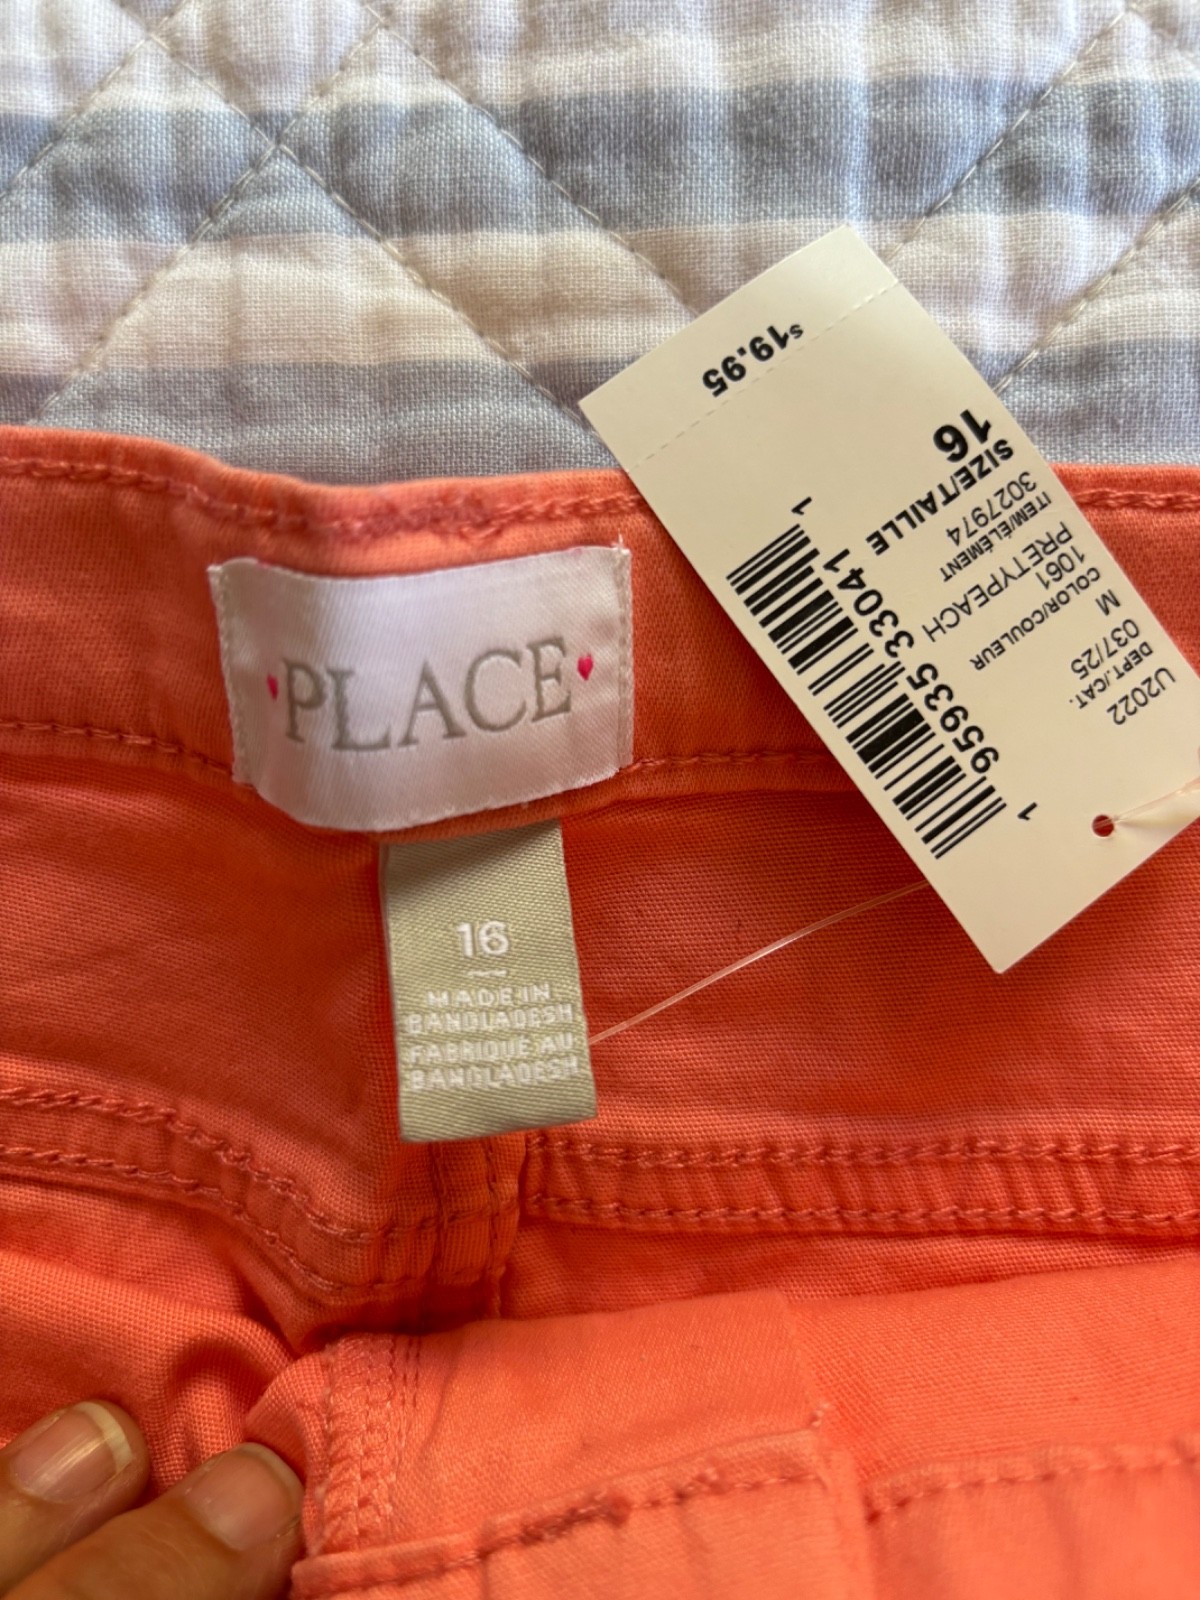 PLACE
16
MADE IN
BANGLADESH
FABRIQUÉ AU
BANGLADESH
U2022
DEPT./CAT.
037/25
M
COLOR/COULEUR
1061
PRETYPEACH
ITEM/ÉLÉMENT
3027974
SIZE/TAILLE
16
1 95935 33041 1
$19.95